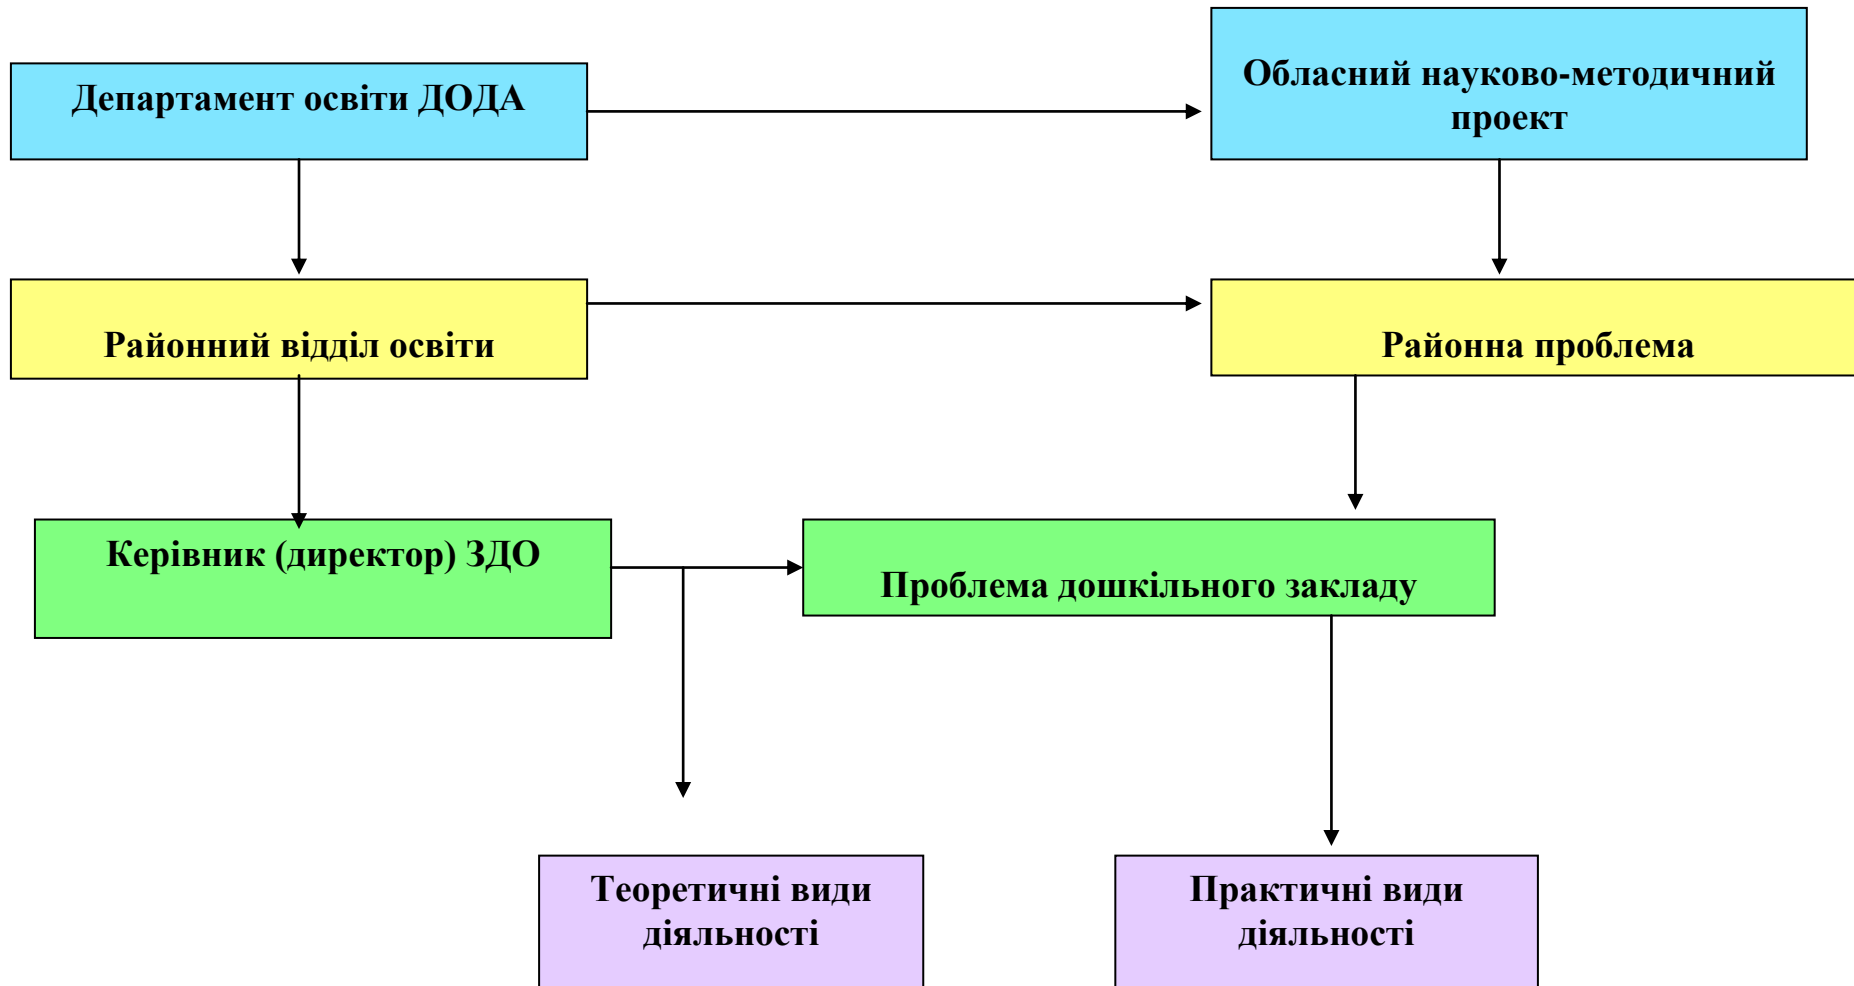 Департамент освіти ДОДА
Обласний науково-методичний
проект
Районний відділ освіти
Районна проблема
Керівник (директор) ЗДО
Проблема дошкільного закладу
Теоретичні види
діяльності
Практичні види
діяльності